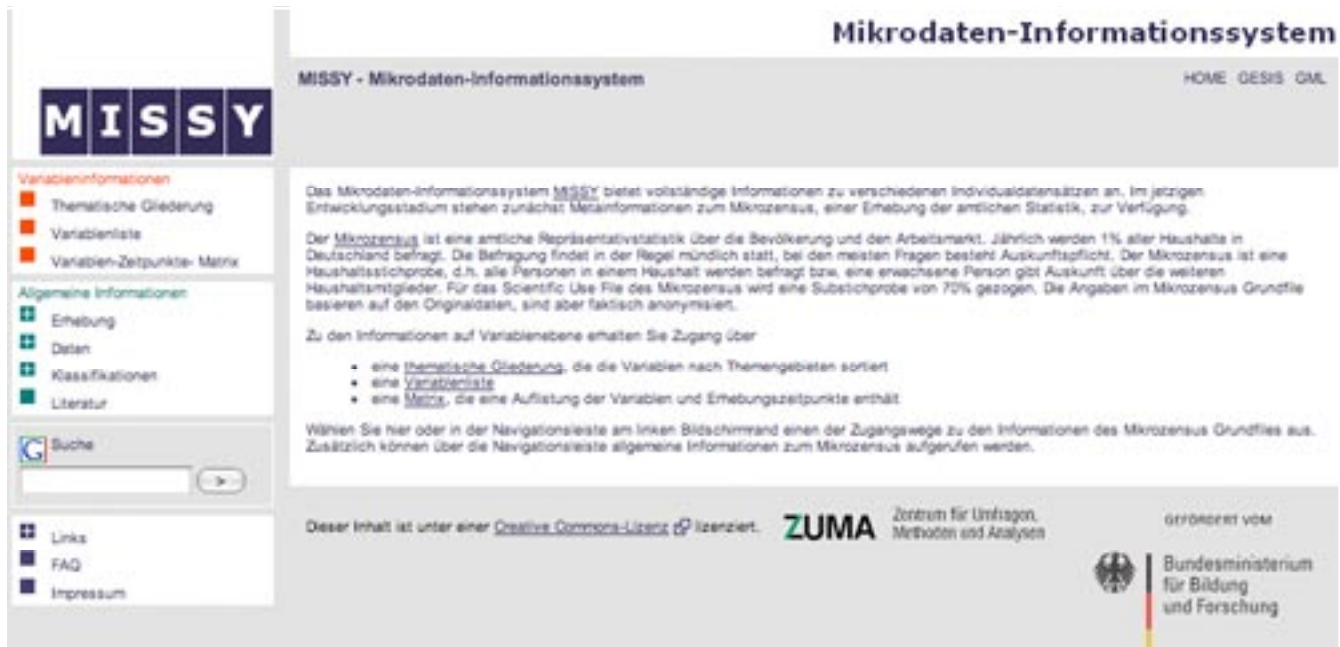 Mikrodaten-Informationssystem
MISSY - Mikrodaten-Informationssystem
HOME GESIS GML
MISSY
Variableninformationen
Thematische Gliederung
Variablenliste
Variablen-Zeitpunkte- Matrix
Allgemeine Informationen
Erhebung
Daten
Klassifikationen
Literatur
G Suche
>
Links
FAQ
Impressum
Das Mikrodaten-Informationssystem MISSY bietet vollständige Informationen zu verschiedenen Individualdatensätzen an. Im jetzigen
Entwicklungsstadium stehen zunächst Metainformationen zum Mikrozensus, einer Erhebung der amtlichen Statistik, zur Verfügung.
Der Mikrozensus ist eine amtliche Repräsentativstatistik über die Bevölkerung und den Arbeitsmarkt. Jährlich werden 1% aller Haushalte in
Deutschland befragt. Die Befragung findet in der Regel mündlich statt, bei den meisten Fragen besteht Auskunftspflicht. Der Mikrozensus ist eine
Haushaltsstichprobe, d.h. alle Personen in einem Haushalt werden befragt bzw. eine erwachsene Person gibt Auskunft über die weiteren
Haushaltsmitglieder. Für das Scientific Use File des Mikrozensus wird eine Substichprobe von 70% gezogen. Die Angaben im Mikrozensus Grundfile
basieren auf den Originaldaten, sind aber faktisch anonymisiert.
Zu den Informationen auf Variablenebene erhalten Sie Zugang über
• eine thematische Gliederung, die die Variablen nach Themengebieten sortiert
• eine Variablenliste
• eine Matrix, die eine Auflistung der Variablen und Erhebungszeitpunkte enthält
Wählen Sie hier oder in der Navigationsleiste am linken Bildschirmrand einen der Zugangswege zu den Informationen des Mikrozensus Grundfiles aus.
Zusätzlich können über die Navigationsleiste allgemeine Informationen zum Mikrozensus aufgerufen werden.
Dieser Inhalt ist unter einer Creative Commons-Lizenz lizenziert.
ZUMA
Zentrum für Umfragen,
Methoden und Analysen
GEFÖRDERT VOM
Bundesministerium
für Bildung
und Forschung